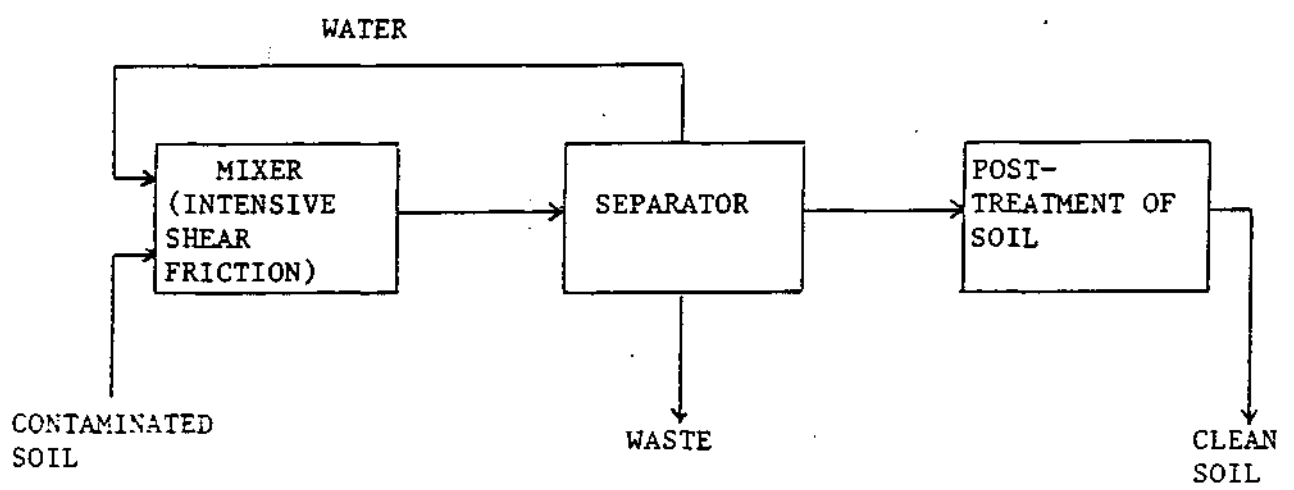 WATER
MIXER
(INTENSIVE
SHEAR
FRICTION)
SEPARATOR
POST-
TREATMENT OF
SOIL
CONTAMINATED
SOIL
WASTE
CLEAN
SOIL